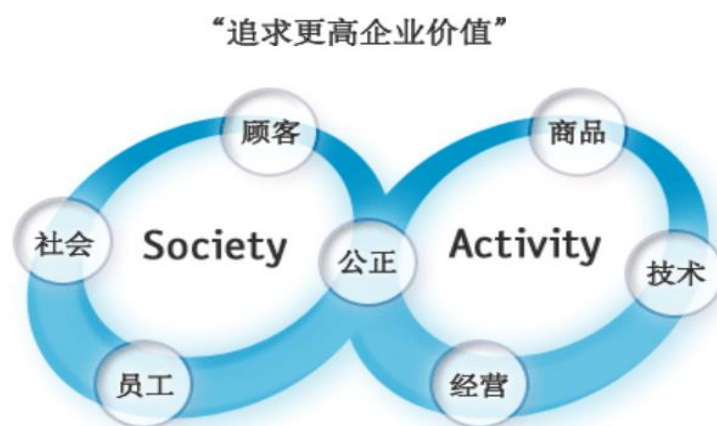 “追求更高企业价值”
顾客
商品
社会
Society
公正
Activity
技术
员工
经营